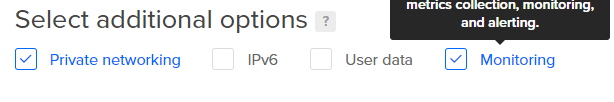 metrics collection, monitoring,
and alerting.
Select additional options ?
Private networking IPv6 User data Monitoring